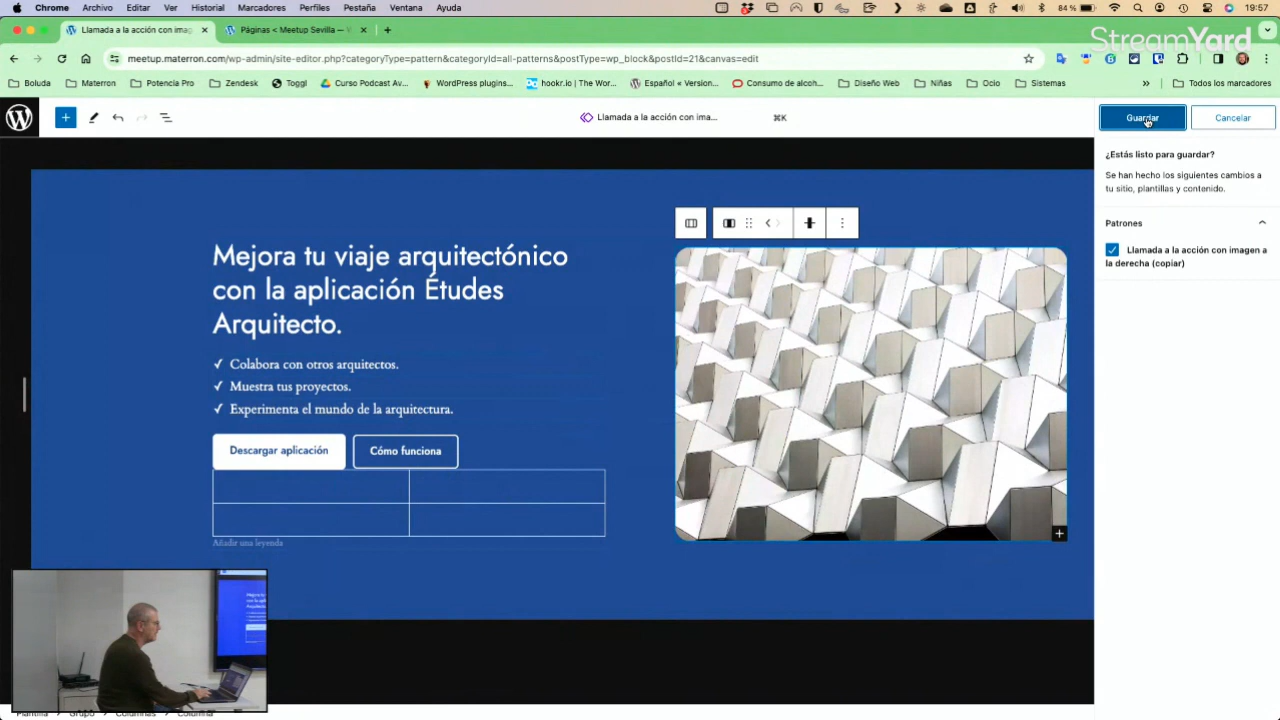 Chrome Archivo Editar Ver Historial Marcadores Perfiles Pestaña Ventana Ayuda 84 % 19:57
Llamada a la acción con imag Páginas < Meetup Sevilla — W
StreamYard
meetup.materron.com/wp-admin/site-editor.php?categoryType=pattern&categoryId=all-patterns&postType=wp_block&postId=21&canvas=edit
Boluda Materron Potencia Pro Zendesk Toggl Curso Podcast Av... WordPress plugins... hookr.io | The Wor... Español « Version... Consumo de alcoh... Diseño Web Niñas Ocio Sistemas » Todos los marcadores
Llamada a la acción con ima... ⌘K
Guardar Cancelar
¿Estás listo para guardar?
Se han hecho los siguientes cambios a
tu sitio, plantillas y contenido.
Patrones
Llamada a la acción con imagen a
la derecha (copiar)
Mejora tu viaje arquitectónico
con la aplicación Études
Arquitecto.
✓ Colabora con otros arquitectos.
✓ Muestra tus proyectos.
✓ Experimenta el mundo de la arquitectura.
Descargar aplicación Cómo funciona
Añadir una leyenda
Plantilla > Grupo > Columnas > Columna